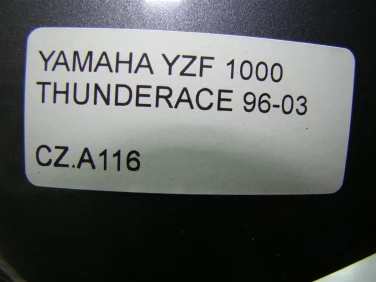 YAMAHA YZF 1000
THUNDERACE 96-03
CZ.A116